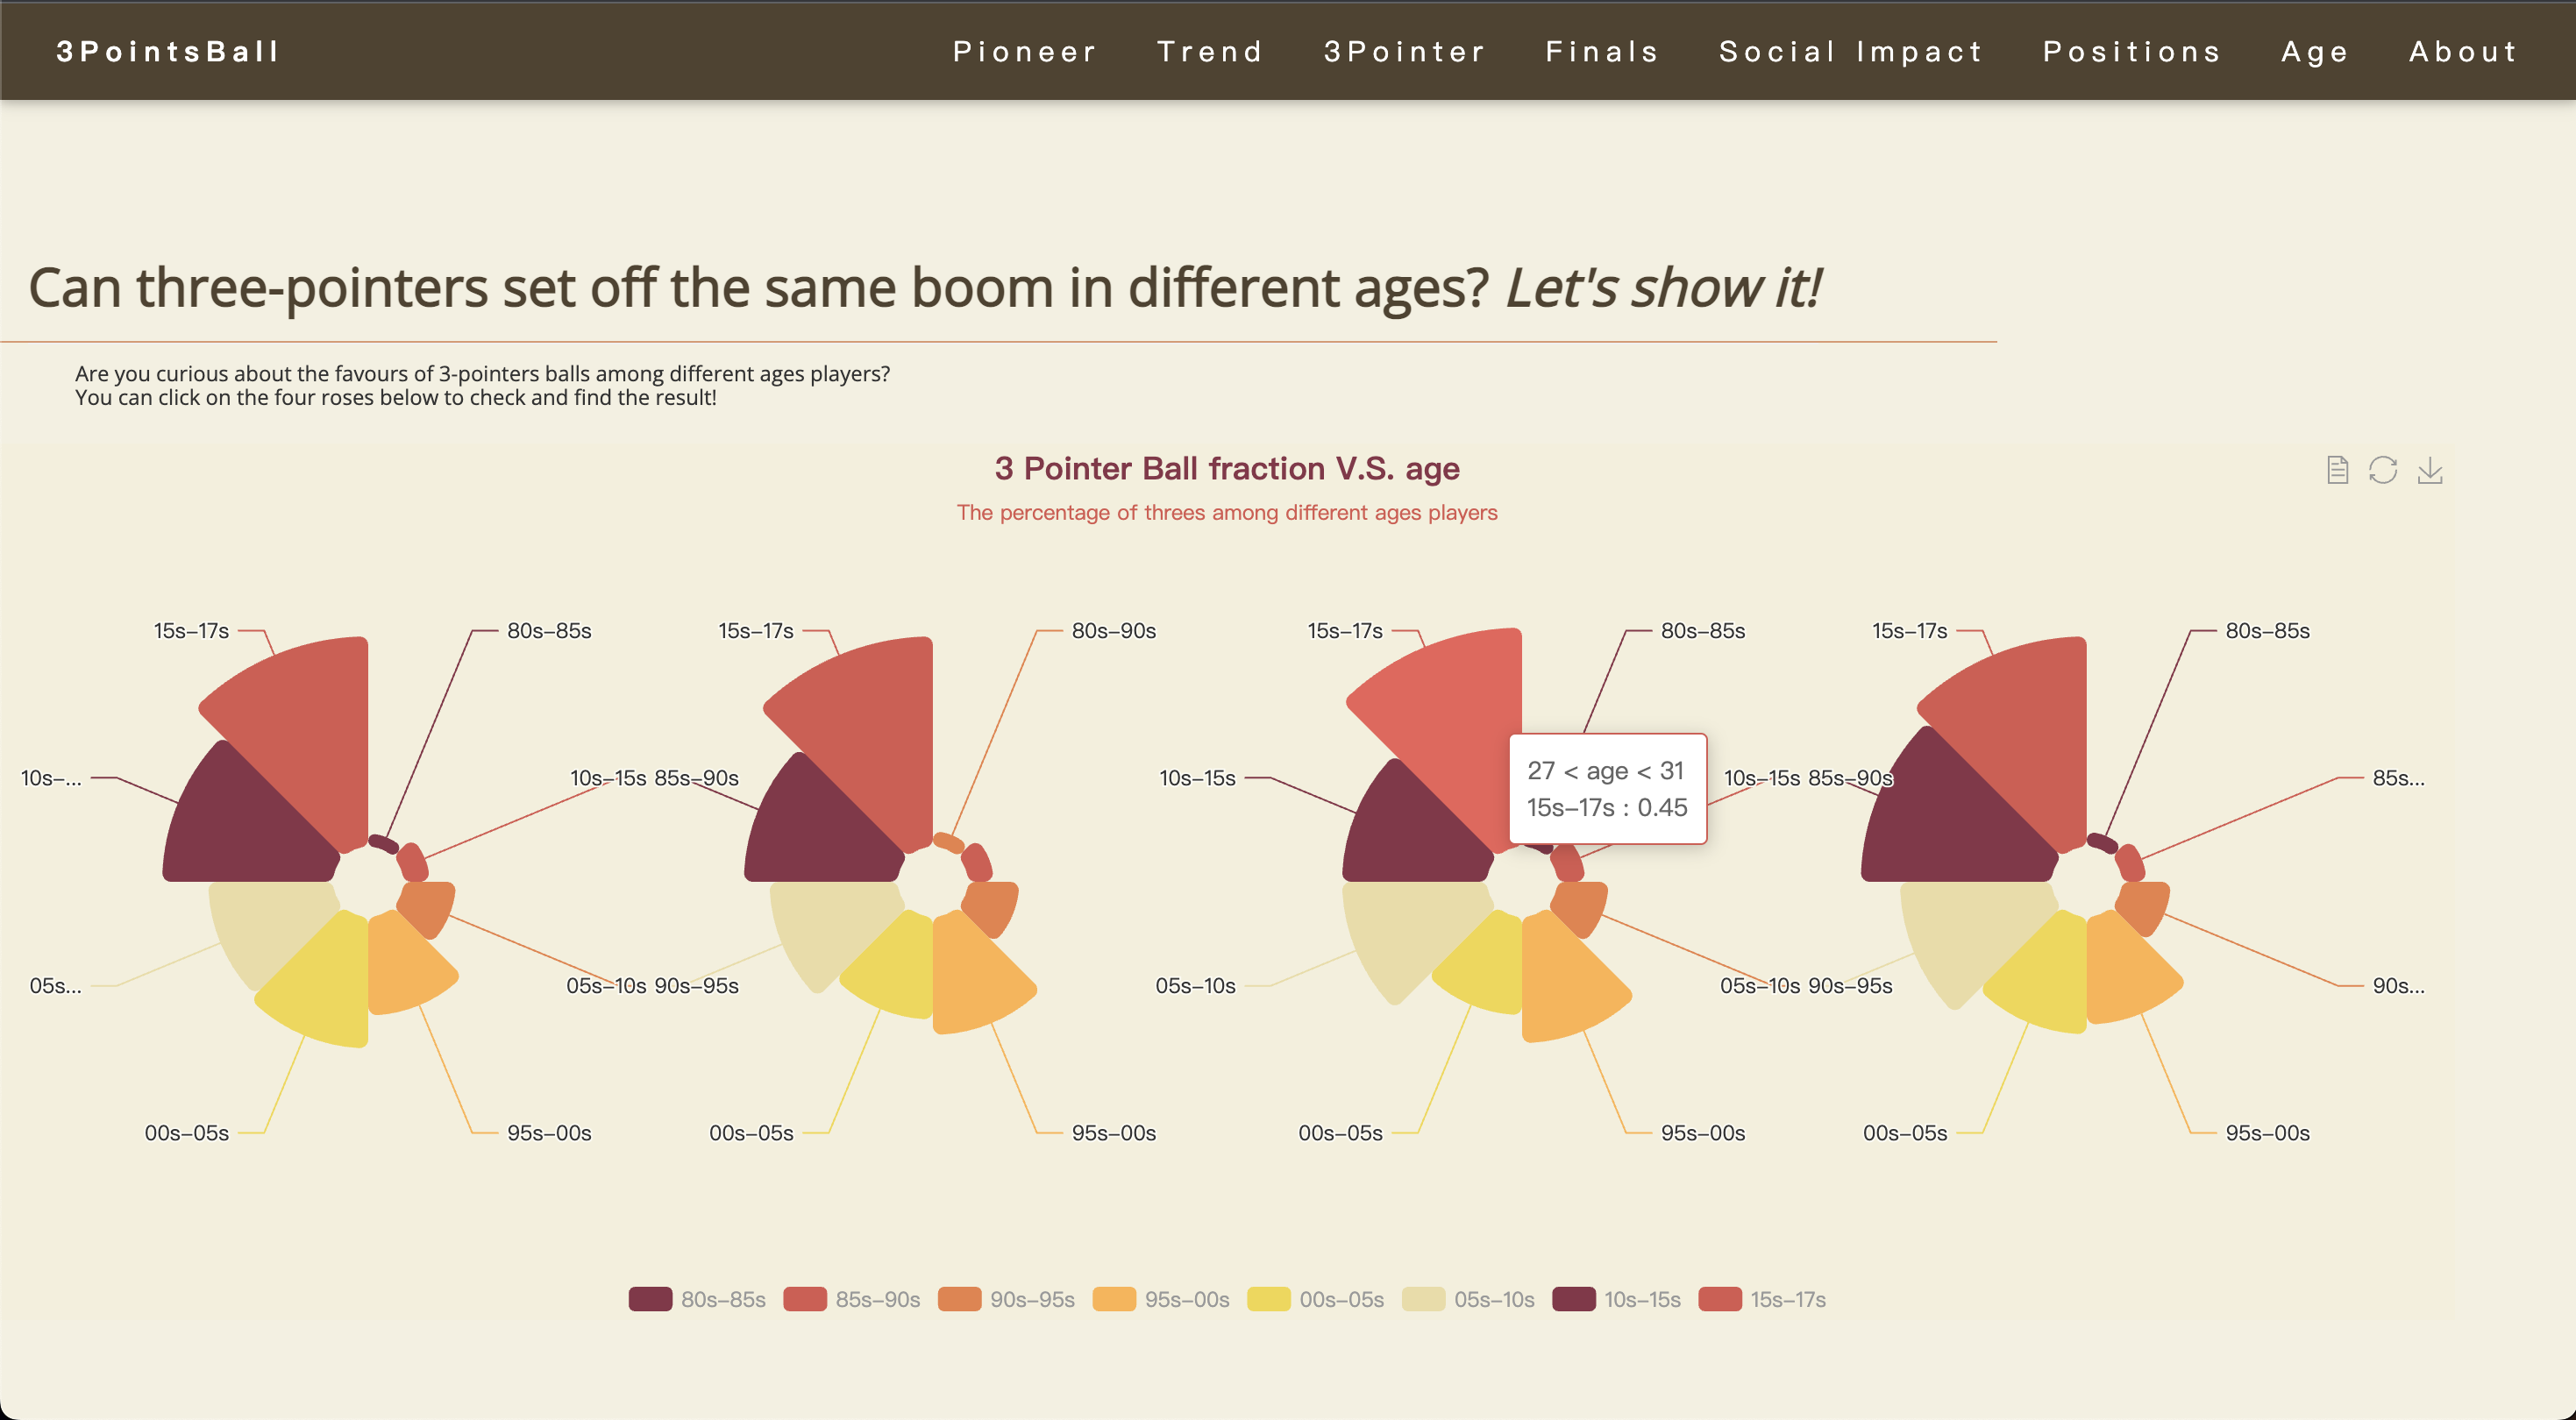 3PointsBall Pioneer Trend 3Pointer Finals Social Impact Positions Age About
Can three-pointers set off the same boom in different ages? Let's show it!
Are you curious about the favours of 3-pointers balls among different ages players?
You can click on the four roses below to check and find the result!
3 Pointer Ball fraction V.S. age
The percentage of threes among different ages players
15s–17s 80s–85s 15s–17s 80s–90s 15s–17s 80s–85s 15s–17s 80s–85s
10s–... 10s–15s 85s–90s 10s–15s 10s–15s 85s–90s 85s...
27 < age < 31
15s–17s : 0.45
05s... 05s–10s 90s–95s 05s–10s 05s–10s 90s–95s 90s...
00s–05s 95s–00s 00s–05s 95s–00s 00s–05s 95s–00s 00s–05s 95s–00s
80s–85s 85s–90s 90s–95s 95s–00s 00s–05s 05s–10s 10s–15s 15s–17s